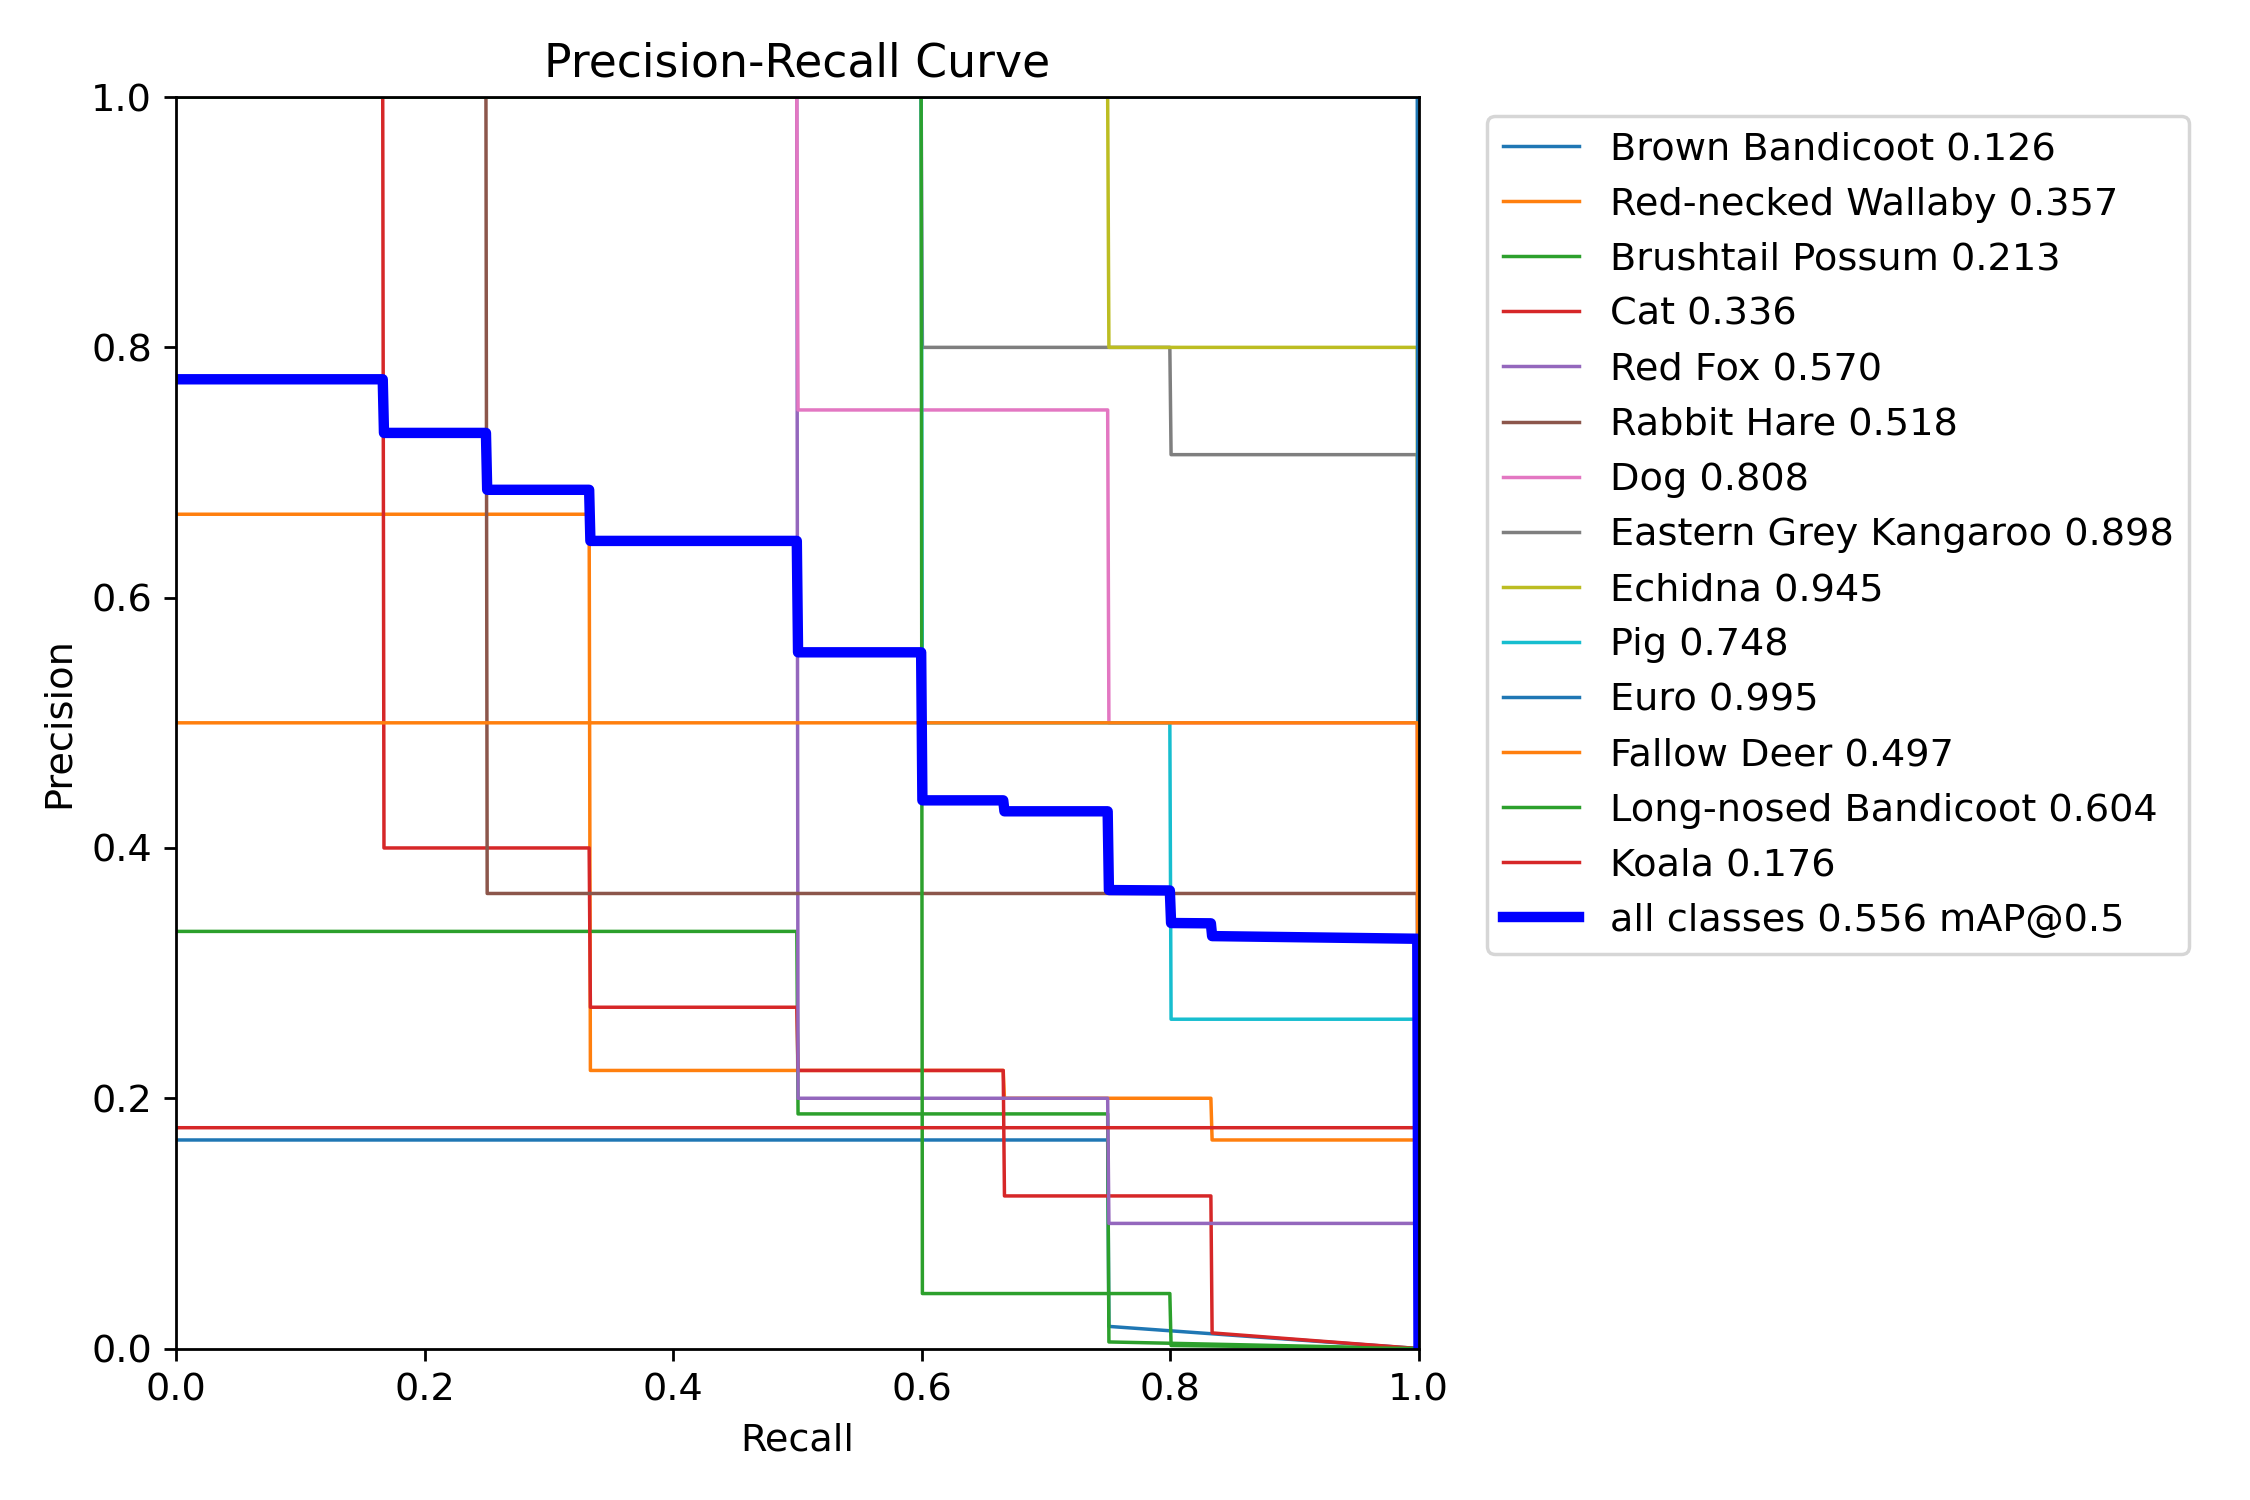 Precision-Recall Curve
1.0
0.8
0.6
0.4
0.2
0.0
Precision
0.0 0.2 0.4 0.6 0.8 1.0
Recall
Brown Bandicoot 0.126
Red-necked Wallaby 0.357
Brushtail Possum 0.213
Cat 0.336
Red Fox 0.570
Rabbit Hare 0.518
Dog 0.808
Eastern Grey Kangaroo 0.898
Echidna 0.945
Pig 0.748
Euro 0.995
Fallow Deer 0.497
Long-nosed Bandicoot 0.604
Koala 0.176
all classes 0.556 mAP@0.5